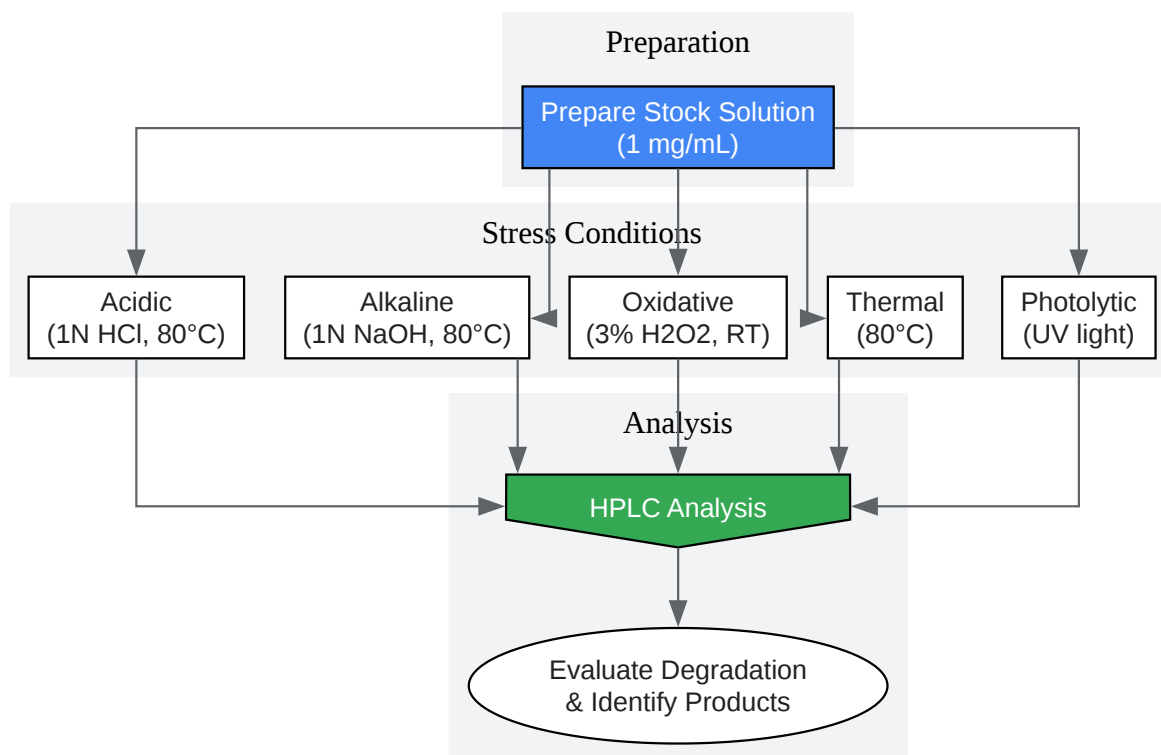 Preparation
Prepare Stock Solution
(1 mg/mL)
Stress Conditions
Acidic
(1N HCl, 80°C)
Alkaline
(1N NaOH, 80°C)
Oxidative
(3% H2O2, RT)
Thermal
(80°C)
Photolytic
(UV light)
Analysis
HPLC Analysis
Evaluate Degradation
& Identify Products